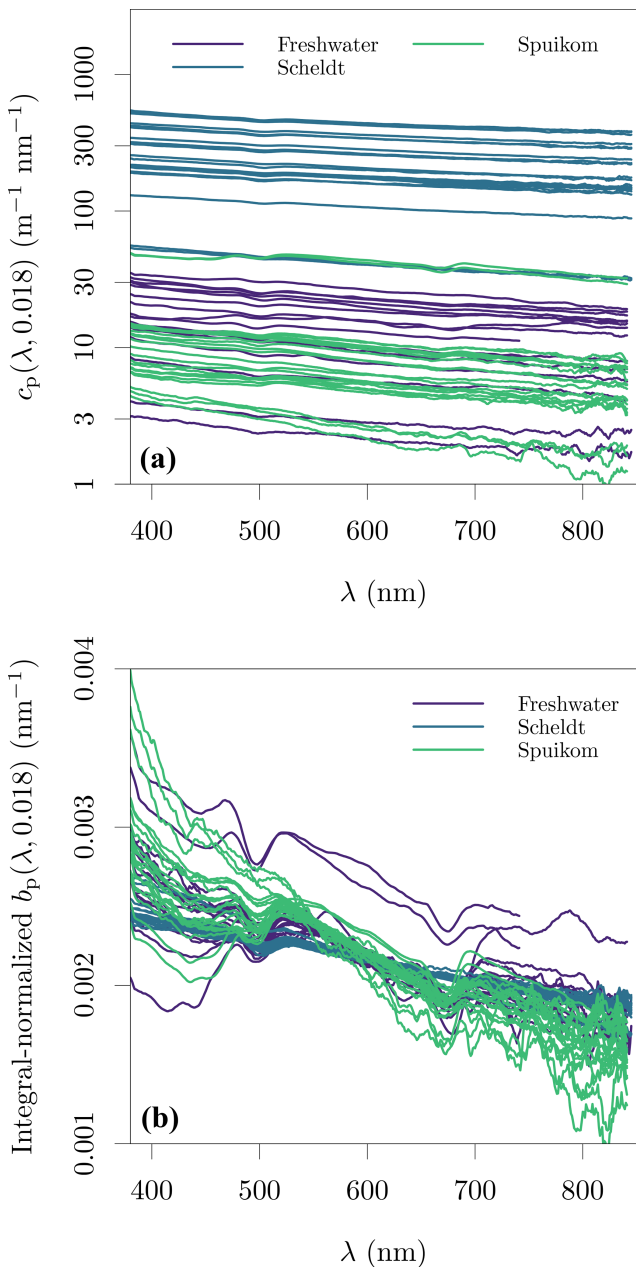 Freshwater Spuikom
Scheldt
cₚ(λ, 0.018) (m⁻¹ nm⁻¹)
1000
300
100
30
10
3
1
(a)
400 500 600 700 800
λ (nm)
Integral-normalized bₚ(λ, 0.018) (nm⁻¹)
0.004
0.003
0.002
0.001
Freshwater
Scheldt
Spuikom
(b)
400 500 600 700 800
λ (nm)